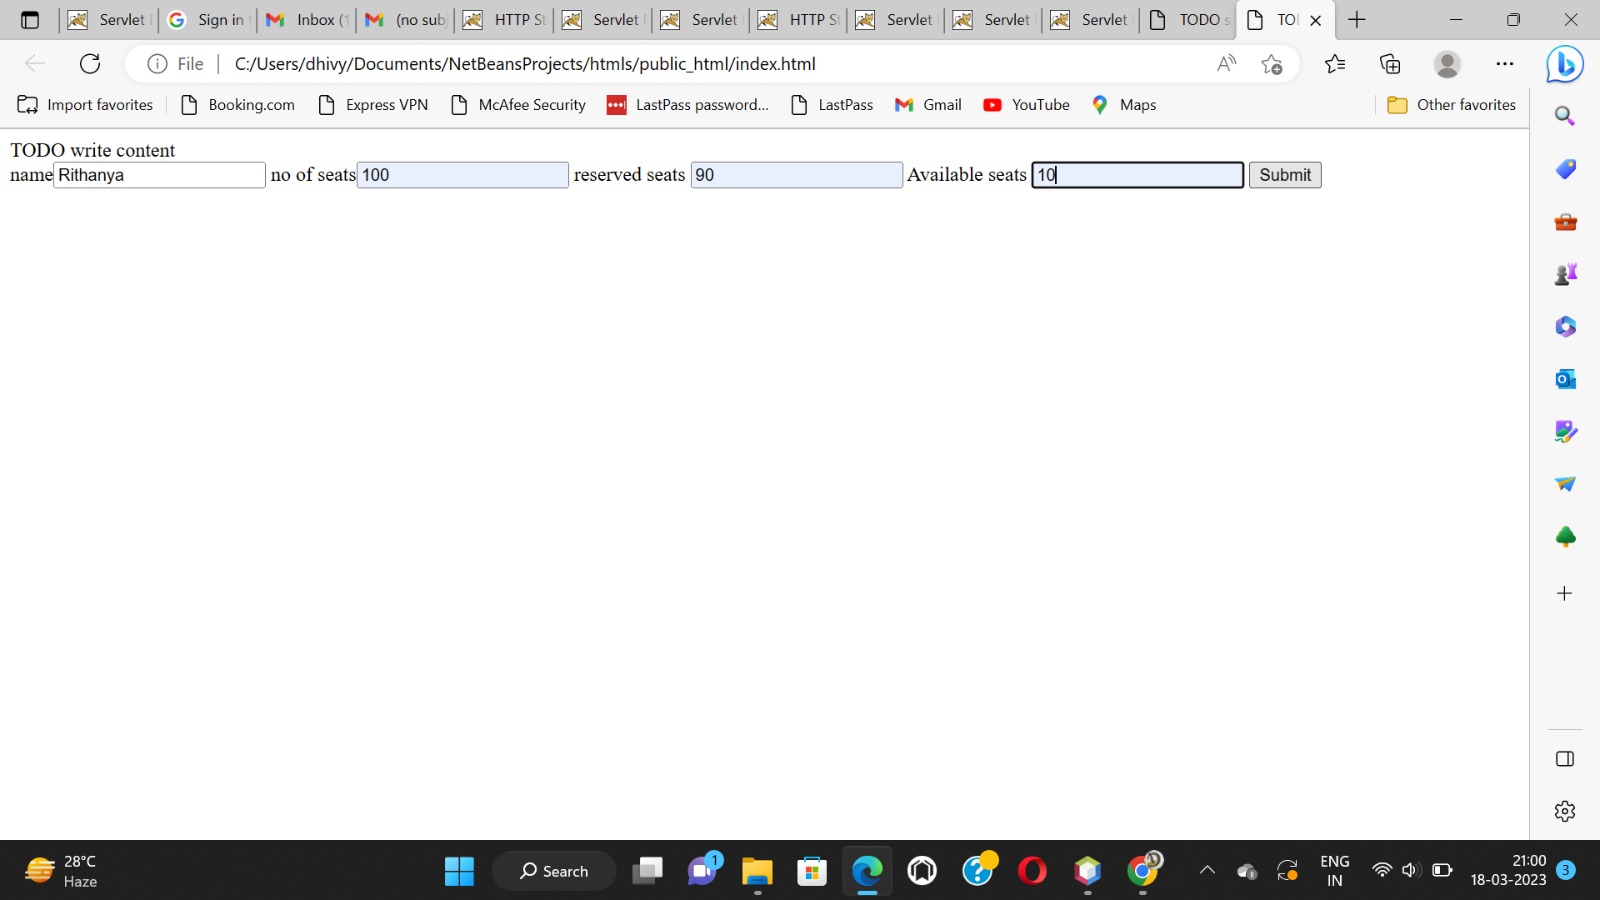 Servlet
Sign in
Inbox (1
(no sub
HTTP St
Servlet
Servlet
HTTP St
Servlet
Servlet
Servlet
TODO s
TO
File
C:/Users/dhivy/Documents/NetBeansProjects/htmls/public_html/index.html
Import favorites
Booking.com
Express VPN
McAfee Security
LastPass password...
LastPass
Gmail
YouTube
Maps
Other favorites
TODO write content
name Rithanya no of seats 100 reserved seats 90 Available seats 10 Submit
28°C
Haze
Search
1
ENG
IN
21:00
18-03-2023
3